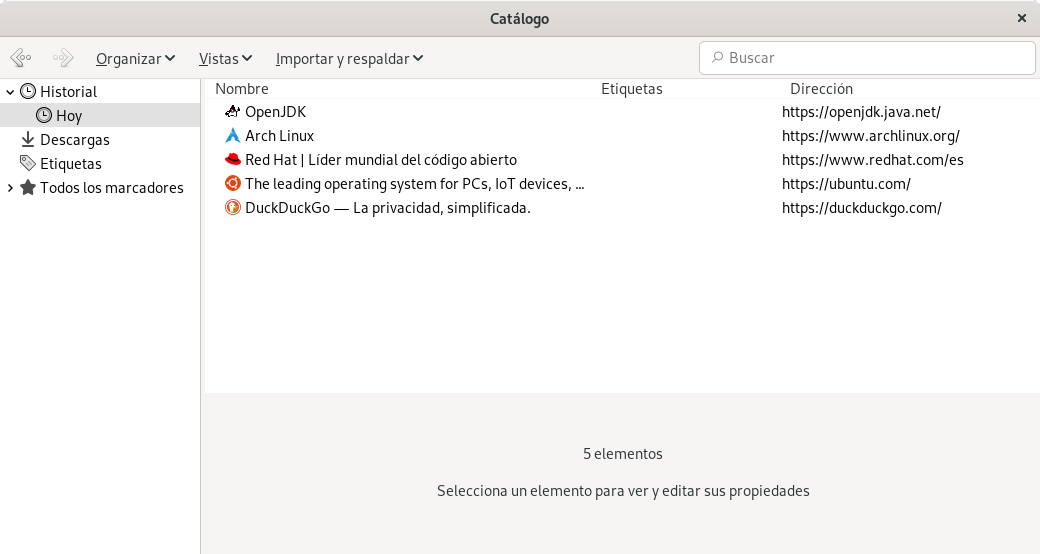 Catálogo
Organizar Vistas Importar y respaldar Buscar
Historial
Hoy
Descargas
Etiquetas
Todos los marcadores
Nombre Etiquetas Dirección
OpenJDK https://openjdk.java.net/
Arch Linux https://www.archlinux.org/
Red Hat | Líder mundial del código abierto https://www.redhat.com/es
The leading operating system for PCs, IoT devices, ... https://ubuntu.com/
DuckDuckGo — La privacidad, simplificada. https://duckduckgo.com/
5 elementos
Selecciona un elemento para ver y editar sus propiedades